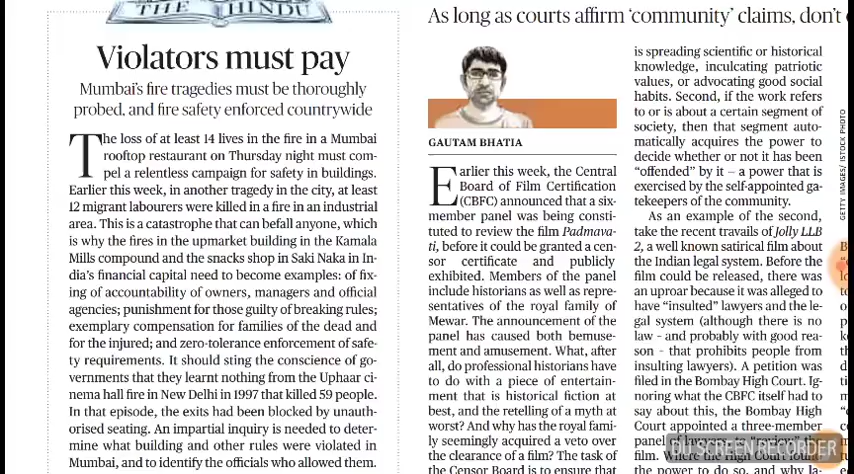 THE HINDU
Violators must pay
Mumbai's fire tragedies must be thoroughly
probed, and fire safety enforced countrywide
The loss of at least 14 lives in the fire in a Mumbai
rooftop restaurant on Thursday night must com-
pel a relentless campaign for safety in buildings.
Earlier this week, in another tragedy in the city, at least
12 migrant labourers were killed in a fire in an industrial
area. This is a catastrophe that can befall anyone, which
is why the fires in the upmarket building in the Kamala
Mills compound and the snacks shop in Saki Naka in In-
dia's financial capital need to become examples: of fix-
ing of accountability of owners, managers and official
agencies; punishment for those guilty of breaking rules;
exemplary compensation for families of the dead and
for the injured; and zero-tolerance enforcement of safe-
ty requirements. It should sting the conscience of go-
vernments that they learnt nothing from the Uphaar ci-
nema hall fire in New Delhi in 1997 that killed 59 people.
In that episode, the exits had been blocked by unauth-
orised seating. An impartial inquiry is needed to deter-
mine what building and other rules were violated in
Mumbai, and to identify the officials who allowed them.
As long as courts affirm 'community' claims, don't
GAUTAM BHATIA
Earlier this week, the Central
Board of Film Certification
(CBFC) announced that a six-
member panel was being consti-
tuted to review the film Padmava-
ti, before it could be granted a cen-
sor certificate and publicly
exhibited. Members of the panel
include historians as well as repre-
sentatives of the royal family of
Mewar. The announcement of the
panel has caused both bemuse-
ment and amusement. What, after
all, do professional historians have
to do with a piece of entertain-
ment that is historical fiction at
best, and the retelling of a myth at
worst? And why has the royal fami-
ly seemingly acquired a veto over
the clearance of a film? The task of
the Censor Board is to ensure that
is spreading scientific or historical
knowledge, inculcating patriotic
values, or advocating good social
habits. Second, if the work refers
to or is about a certain segment of
society, then that segment auto-
matically acquires the power to
decide whether or not it has been
"offended" by it – a power that is
exercised by the self-appointed ga-
tekeepers of the community.
As an example of the second,
take the recent travails of Jolly LLB
2, a well known satirical film about
the Indian legal system. Before the
film could be released, there was
an uproar because it was alleged to
have "insulted" lawyers and the le-
gal system (although there is no
law - and probably with good rea-
son - that prohibits people from
insulting lawyers). A petition was
filed in the Bombay High Court. Ig-
noring what the CBFC itself had to
say about this, the Bombay High
Court appointed a three-member
panel of lawyers to "review" the
film. Where the High Court found
the power to do so, and why la-
GETTY IMAGES/ ISTOCK PHOTO
DU SCREEN RECORDER